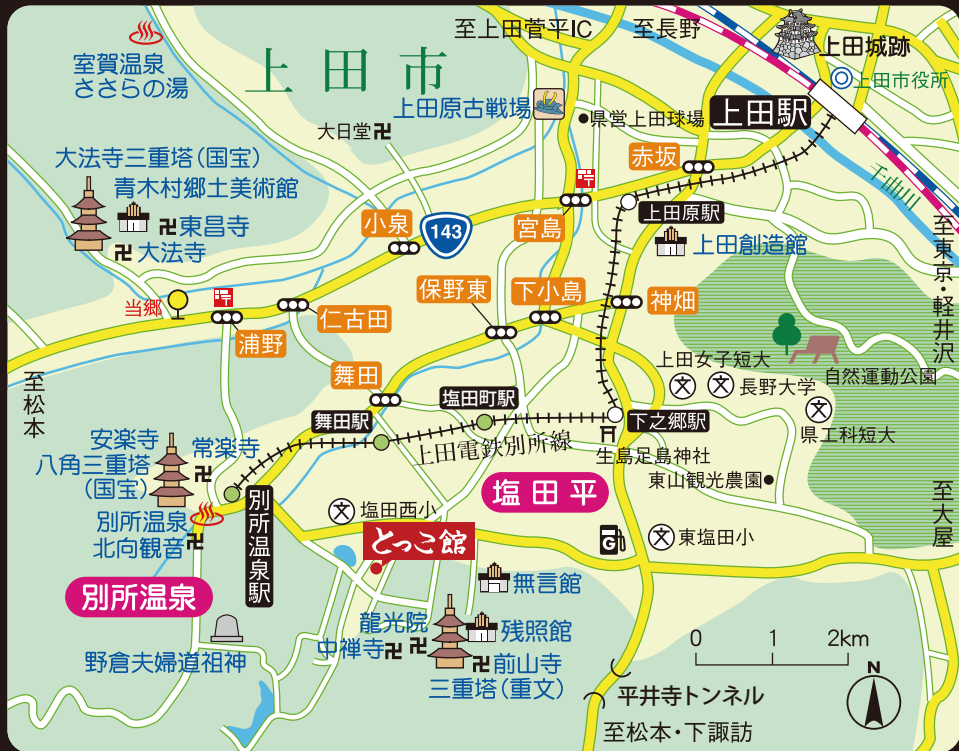 至上田菅平IC
至長野
上田城跡
上田市役所
室賀温泉
ささらの湯
上田市
上田原古戦場
県営上田球場
上田駅
大日堂
赤坂
千曲川
大法寺三重塔(国宝)
青木村郷土美術館
東昌寺
大法寺
小泉
143
宮島
上田原駅
上田創造館
至東京・軽井沢
当郷
浦野
仁古田
保野東
下小島
神畑
自然運動公園
至松本
舞田
舞田駅
塩田町駅
上田電鉄別所線
下之郷駅
上田女子短大
長野大学
県工科短大
生島足島神社
東山観光農園
安楽寺
八角三重塔
(国宝)
常楽寺
別所温泉
北向観音
別所温泉駅
塩田平
至大屋
文
文
文
文
文
塩田西小
とっこ館
G
東塩田小
別所温泉
無言館
龍光院
残照館
中禅寺
前山寺
三重塔(重文)
野倉夫婦道祖神
0 1 2km
N
平井寺トンネル
至松本・下諏訪